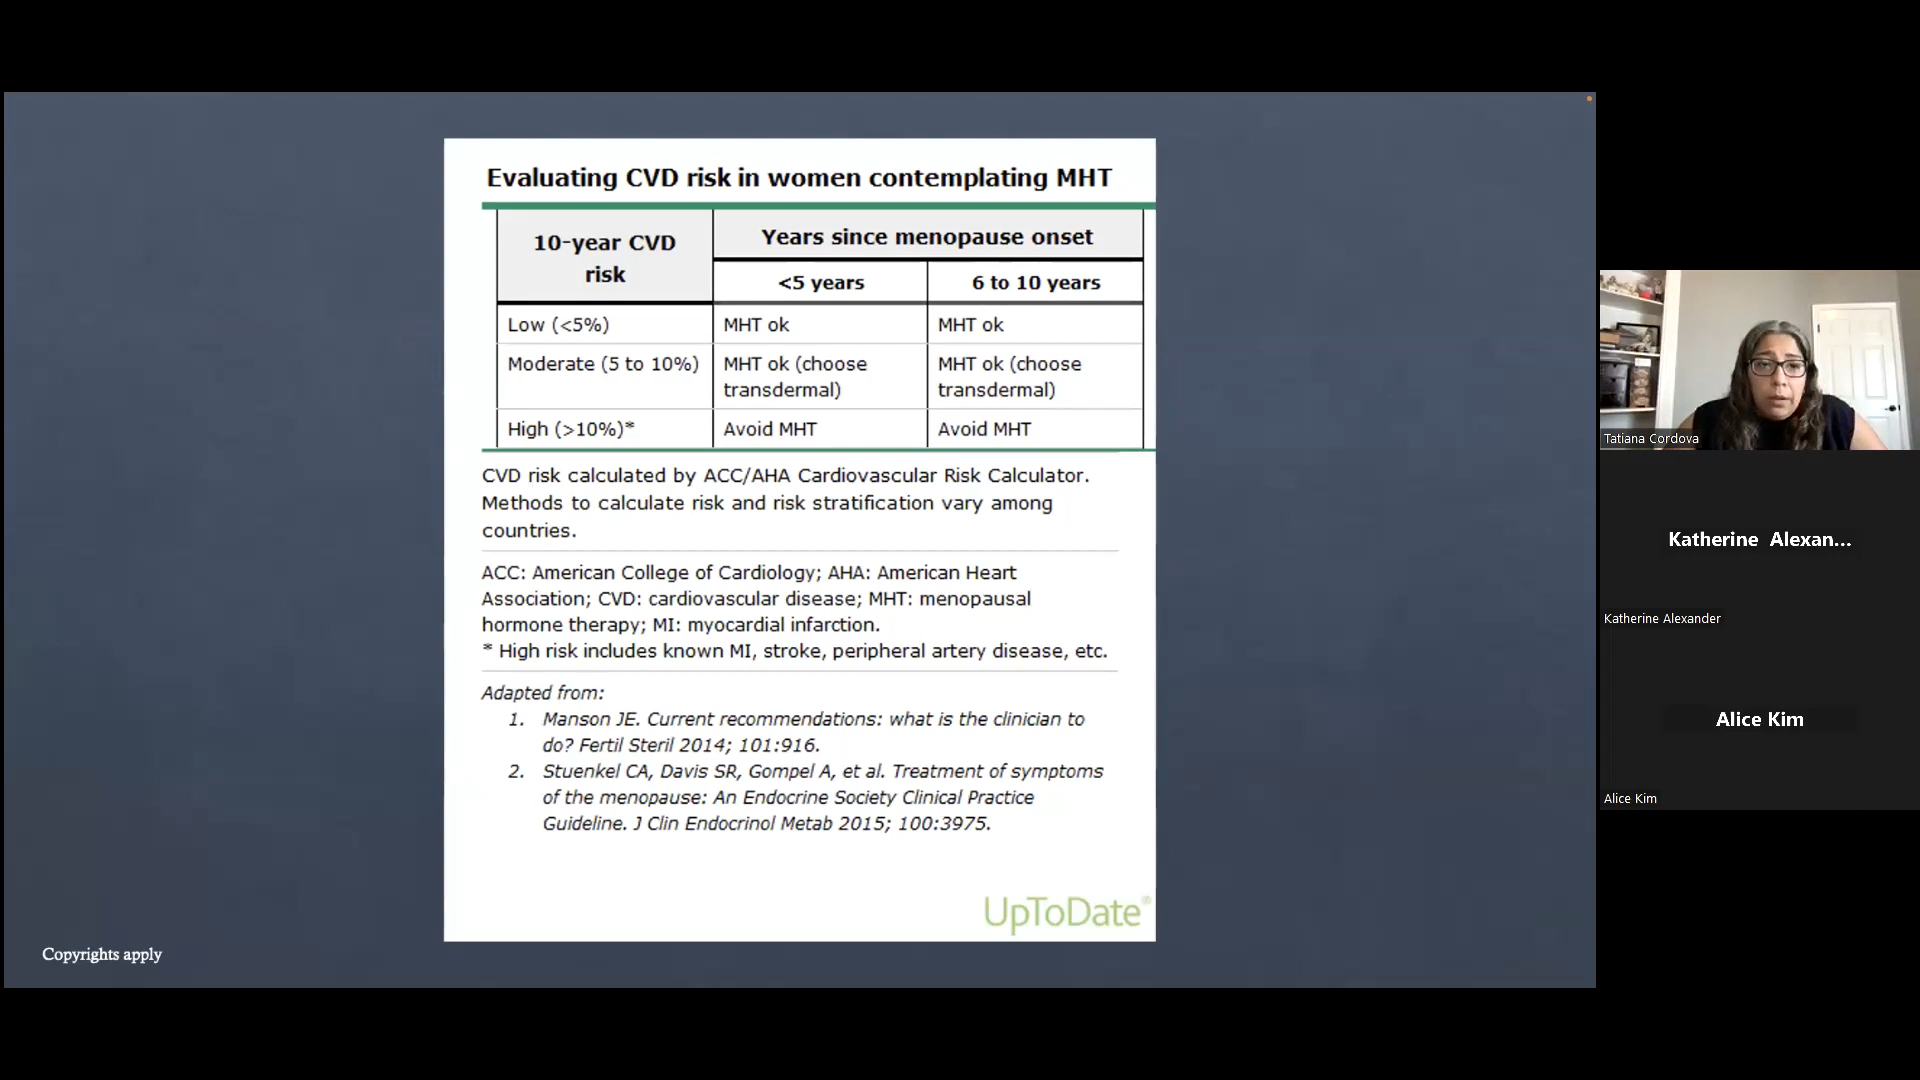 Evaluating CVD risk in women contemplating MHT
10-year CVD
risk
Years since menopause onset
<5 years
6 to 10 years
Low (<5%)
MHT ok
MHT ok
Moderate (5 to 10%)
MHT ok (choose
transdermal)
MHT ok (choose
transdermal)
High (>10%)*
Avoid MHT
Avoid MHT
CVD risk calculated by ACC/AHA Cardiovascular Risk Calculator.
Methods to calculate risk and risk stratification vary among
countries.
ACC: American College of Cardiology; AHA: American Heart
Association; CVD: cardiovascular disease; MHT: menopausal
hormone therapy; MI: myocardial infarction.
* High risk includes known MI, stroke, peripheral artery disease, etc.
Adapted from:
1. Manson JE. Current recommendations: what is the clinician to
do? Fertil Steril 2014; 101:916.
2. Stuenkel CA, Davis SR, Gompel A, et al. Treatment of symptoms
of the menopause: An Endocrine Society Clinical Practice
Guideline. J Clin Endocrinol Metab 2015; 100:3975.
UpToDate®
Copyrights apply
Tatiana Cordova
Katherine Alexan...
Katherine Alexander
Alice Kim
Alice Kim